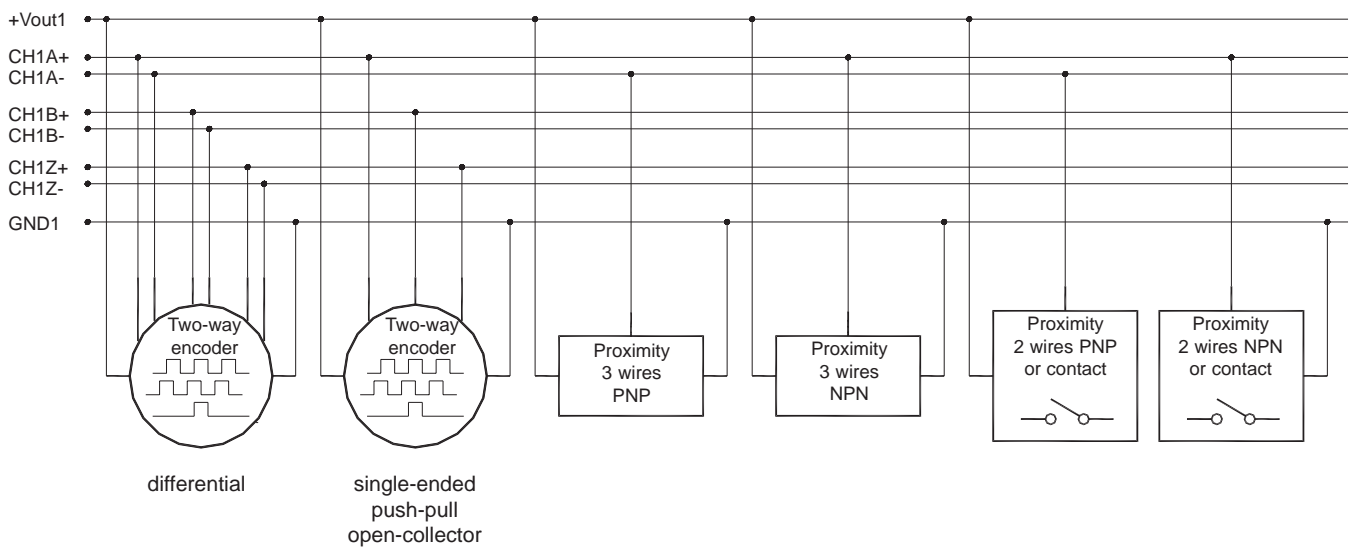 +Vout1
CH1A+
CH1A-
CH1B+
CH1B-
CH1Z+
CH1Z-
GND1
Two-way
encoder
Two-way
encoder
Proximity
3 wires
PNP
Proximity
3 wires
NPN
Proximity
2 wires PNP
or contact
Proximity
2 wires NPN
or contact
differential
single-ended
push-pull
open-collector